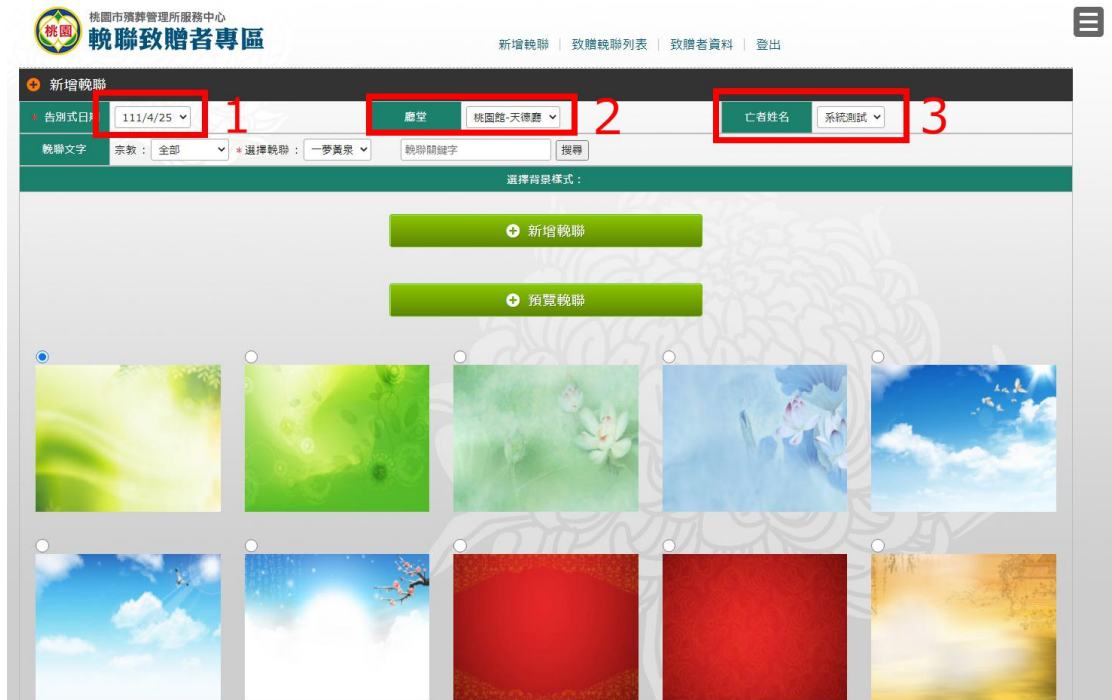 桃園
桃園市殯葬管理所服務中心
輓聯致贈者專區
新增輓聯 | 致贈輓聯列表 | 致贈者資料 | 登出
新增輓聯
* 告別式日期 111/4/25 1 廳堂 桃園館-天德廳 2 亡者姓名 系統測試 3
輓聯文字 宗教： 全部 *選擇輓聯： 一夢黃泉 輓聯關鍵字 搜尋
選擇背景樣式：
新增輓聯
預覽輓聯